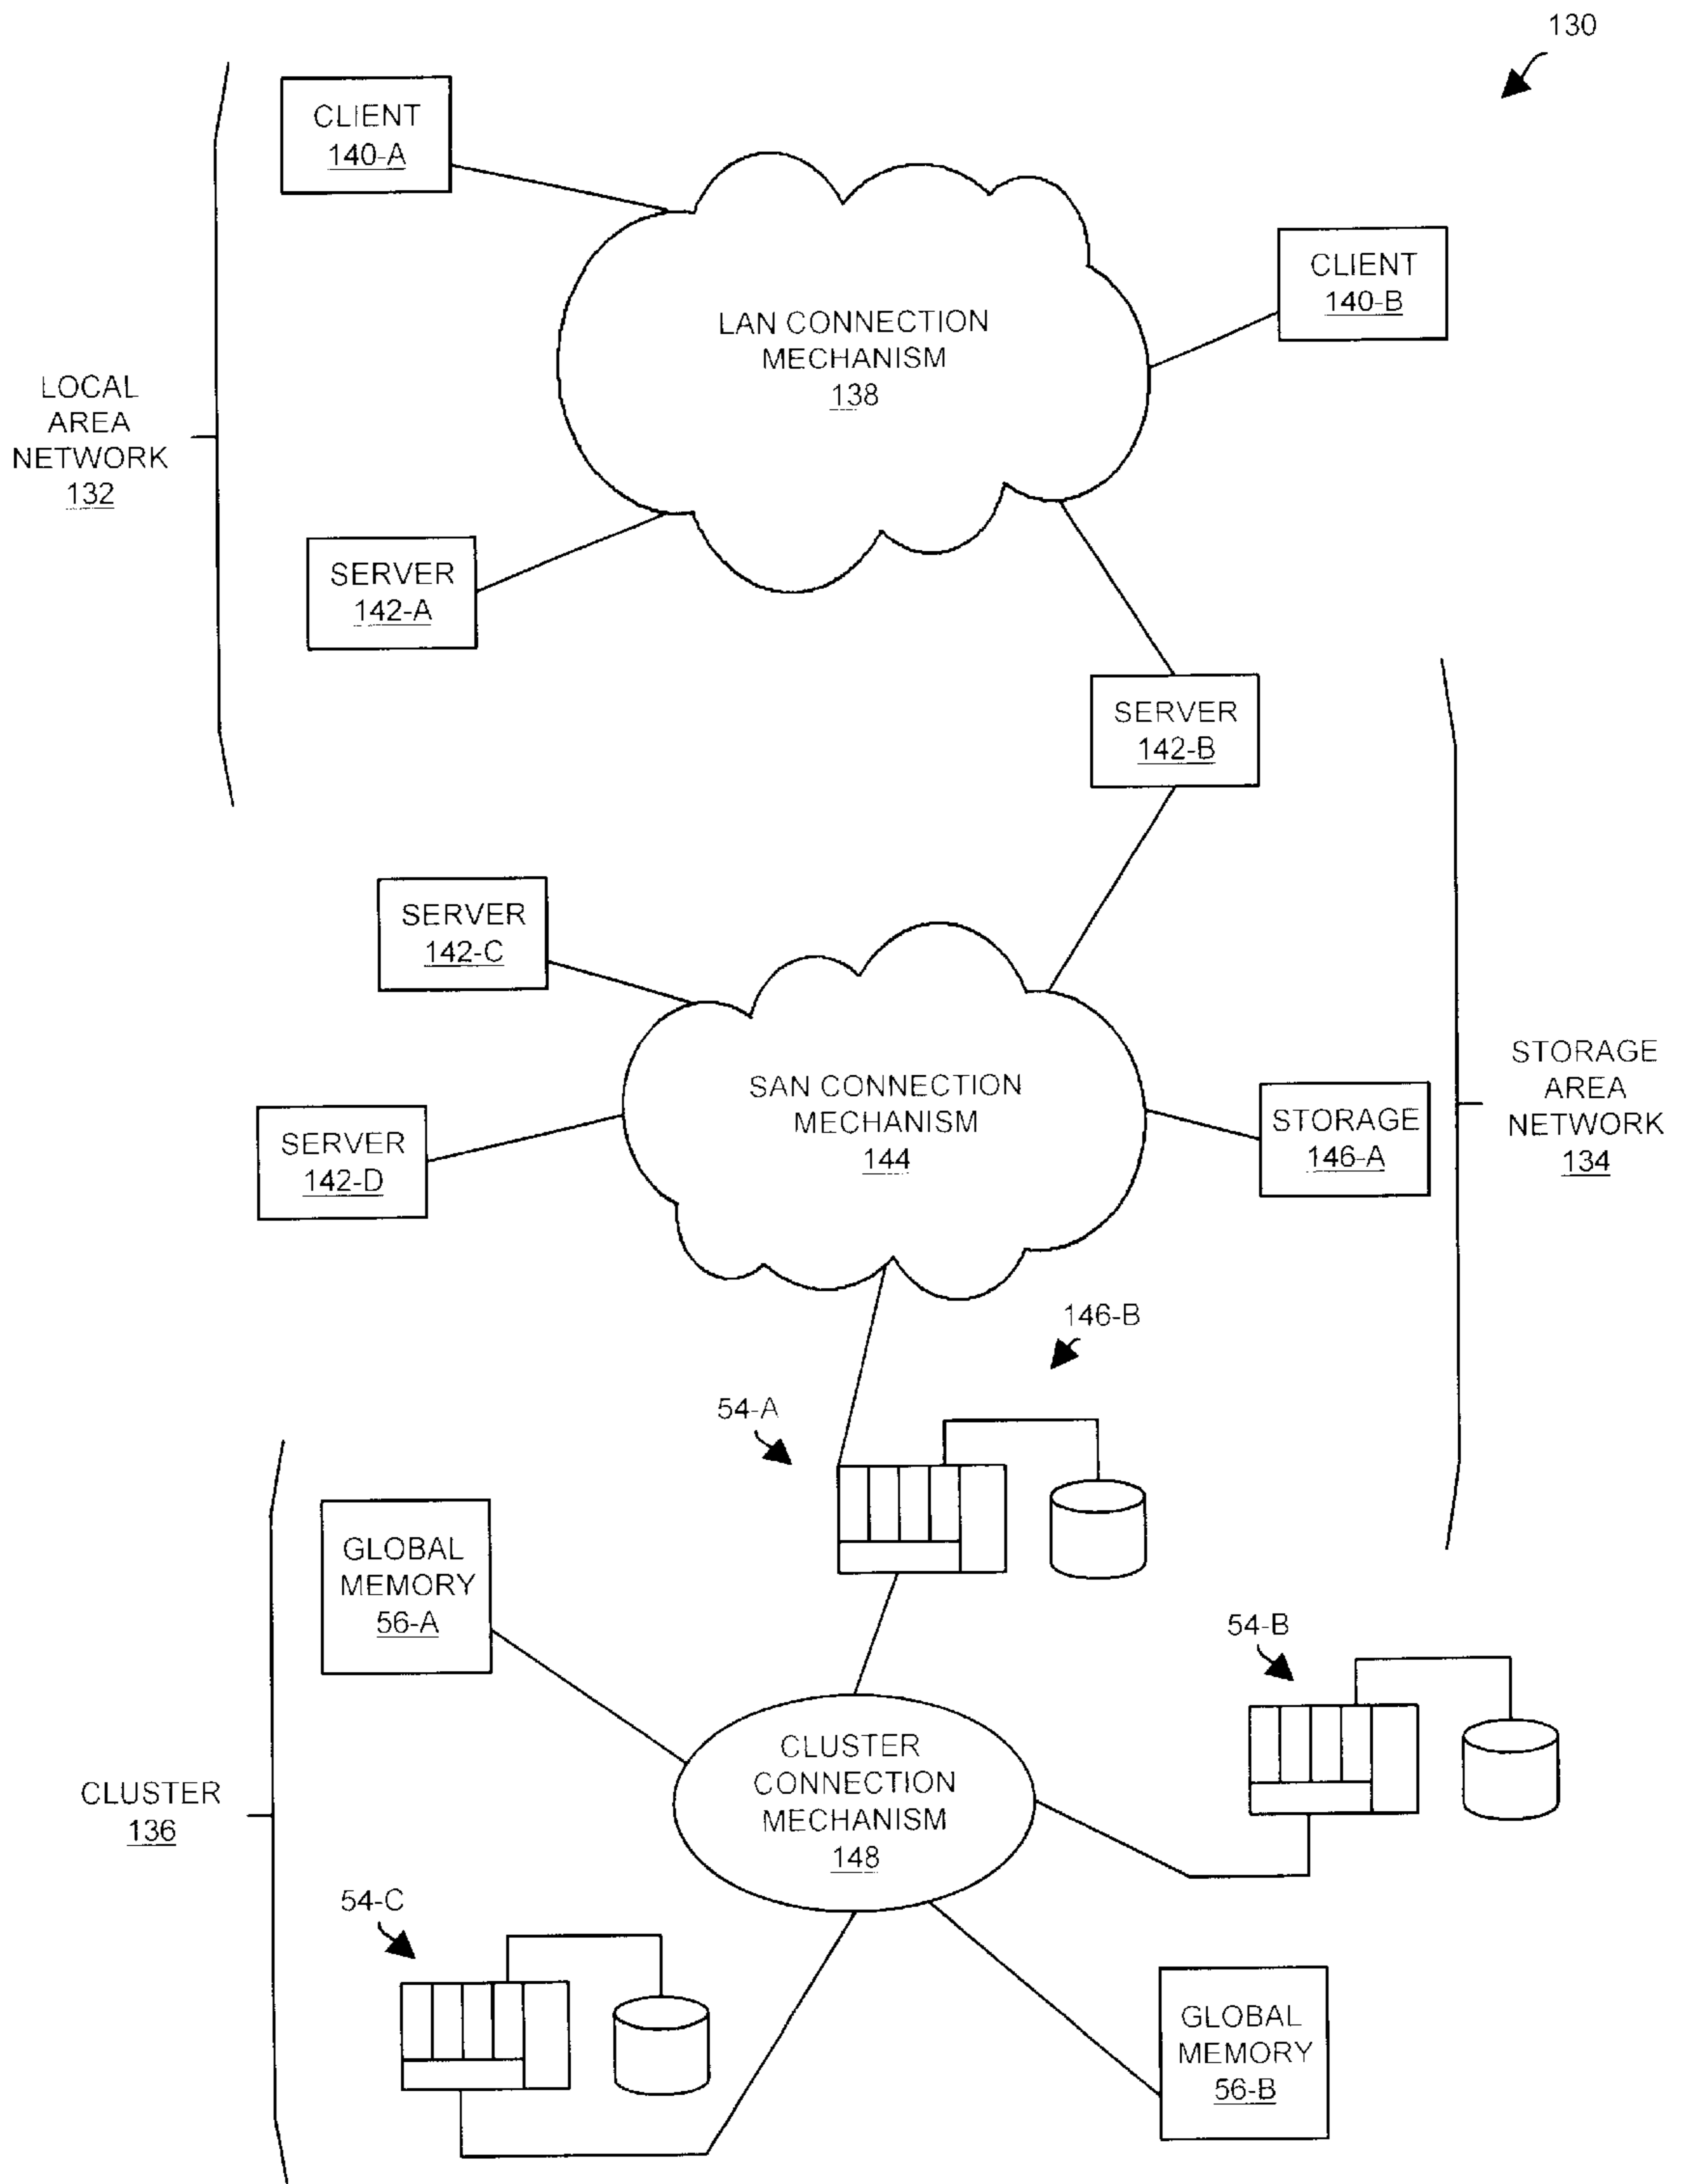 130
CLIENT
140-A
CLIENT
140-B
LAN CONNECTION
MECHANISM
138
LOCAL
AREA
NETWORK
132
SERVER
142-A
SERVER
142-B
SERVER
142-C
SAN CONNECTION
MECHANISM
144
STORAGE
AREA
NETWORK
134
STORAGE
146-A
SERVER
142-D
146-B
54-A
GLOBAL
MEMORY
56-A
54-B
CLUSTER
CONNECTION
MECHANISM
148
CLUSTER
136
54-C
GLOBAL
MEMORY
56-B